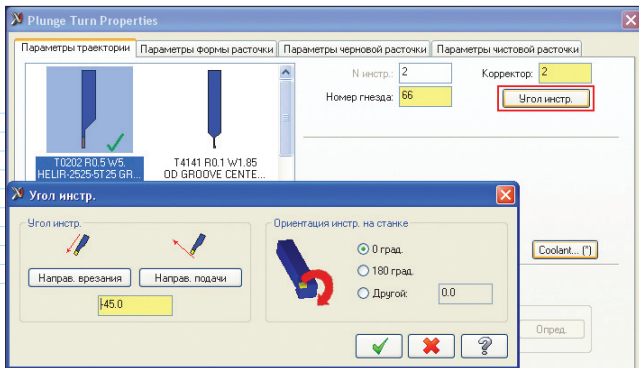 Plunge Turn Properties
Параметры траектории Параметры формы расточки Параметры черновой расточки Параметры чистовой расточки
N инстр.: 2 Корректор: 2
Номер гнезда: 66 Угол инстр.
T0202 R0.5 W5. T4141 R0.1 W1.85
HELIR-2525-5T25 GR... OD GROOVE CENTE...
Угол инстр.
Угол инстр. Ориентация инстр. на станке
0 град.
Направ. врезания Направ. подачи 180 град.
-45.0 Другой: 0.0
Coolant... (*)
Опред.